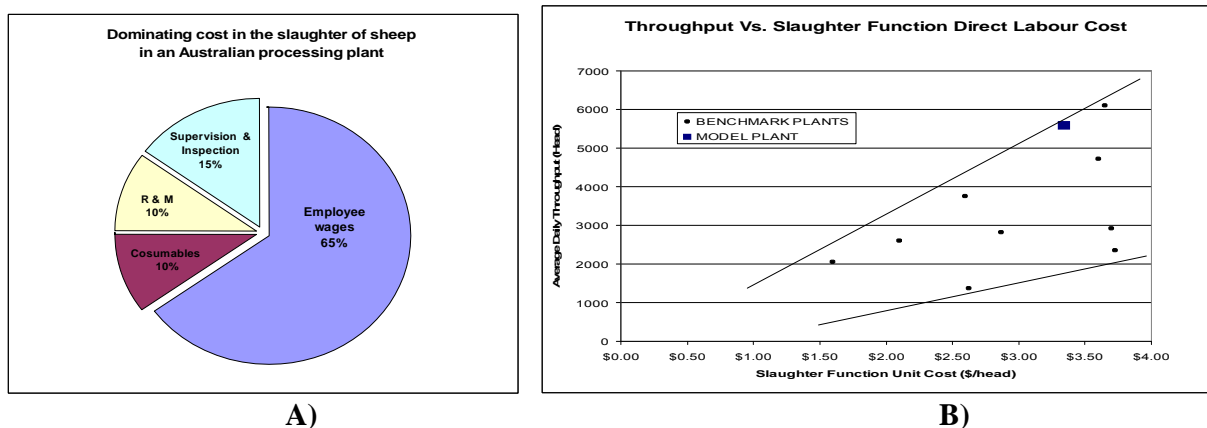 Dominating cost in the slaughter of sheep
in an Australian processing plant
Supervision &
Inspection
15%
R & M
10%
Cosumables
10%
Employee
wages
65%
A)
Throughput Vs. Slaughter Function Direct Labour Cost
Average Daily Throughput (Head)
7000
6000
5000
4000
3000
2000
1000
0
BENCHMARK PLANTS
MODEL PLANT
$0.00 $0.50 $1.00 $1.50 $2.00 $2.50 $3.00 $3.50 $4.00
Slaughter Function Unit Cost ($/head)
B)